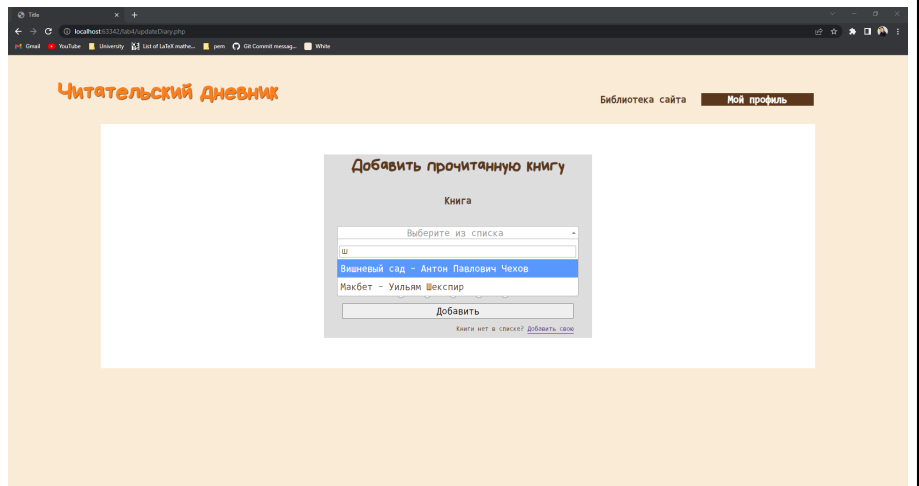 Title
localhost:63342/lab4/updateDiary.php
Gmail YouTube University List of LaTeX mathe... pem Git Commit messag... White
Читательский дневник
Библиотека сайта Мой профиль
Добавить прочитанную книгу
Книга
Выберите из списка
ш
Вишневый сад - Антон Павлович Чехов
Макбет - Уильям Шекспир
Добавить
Книги нет в списке? Добавить свою